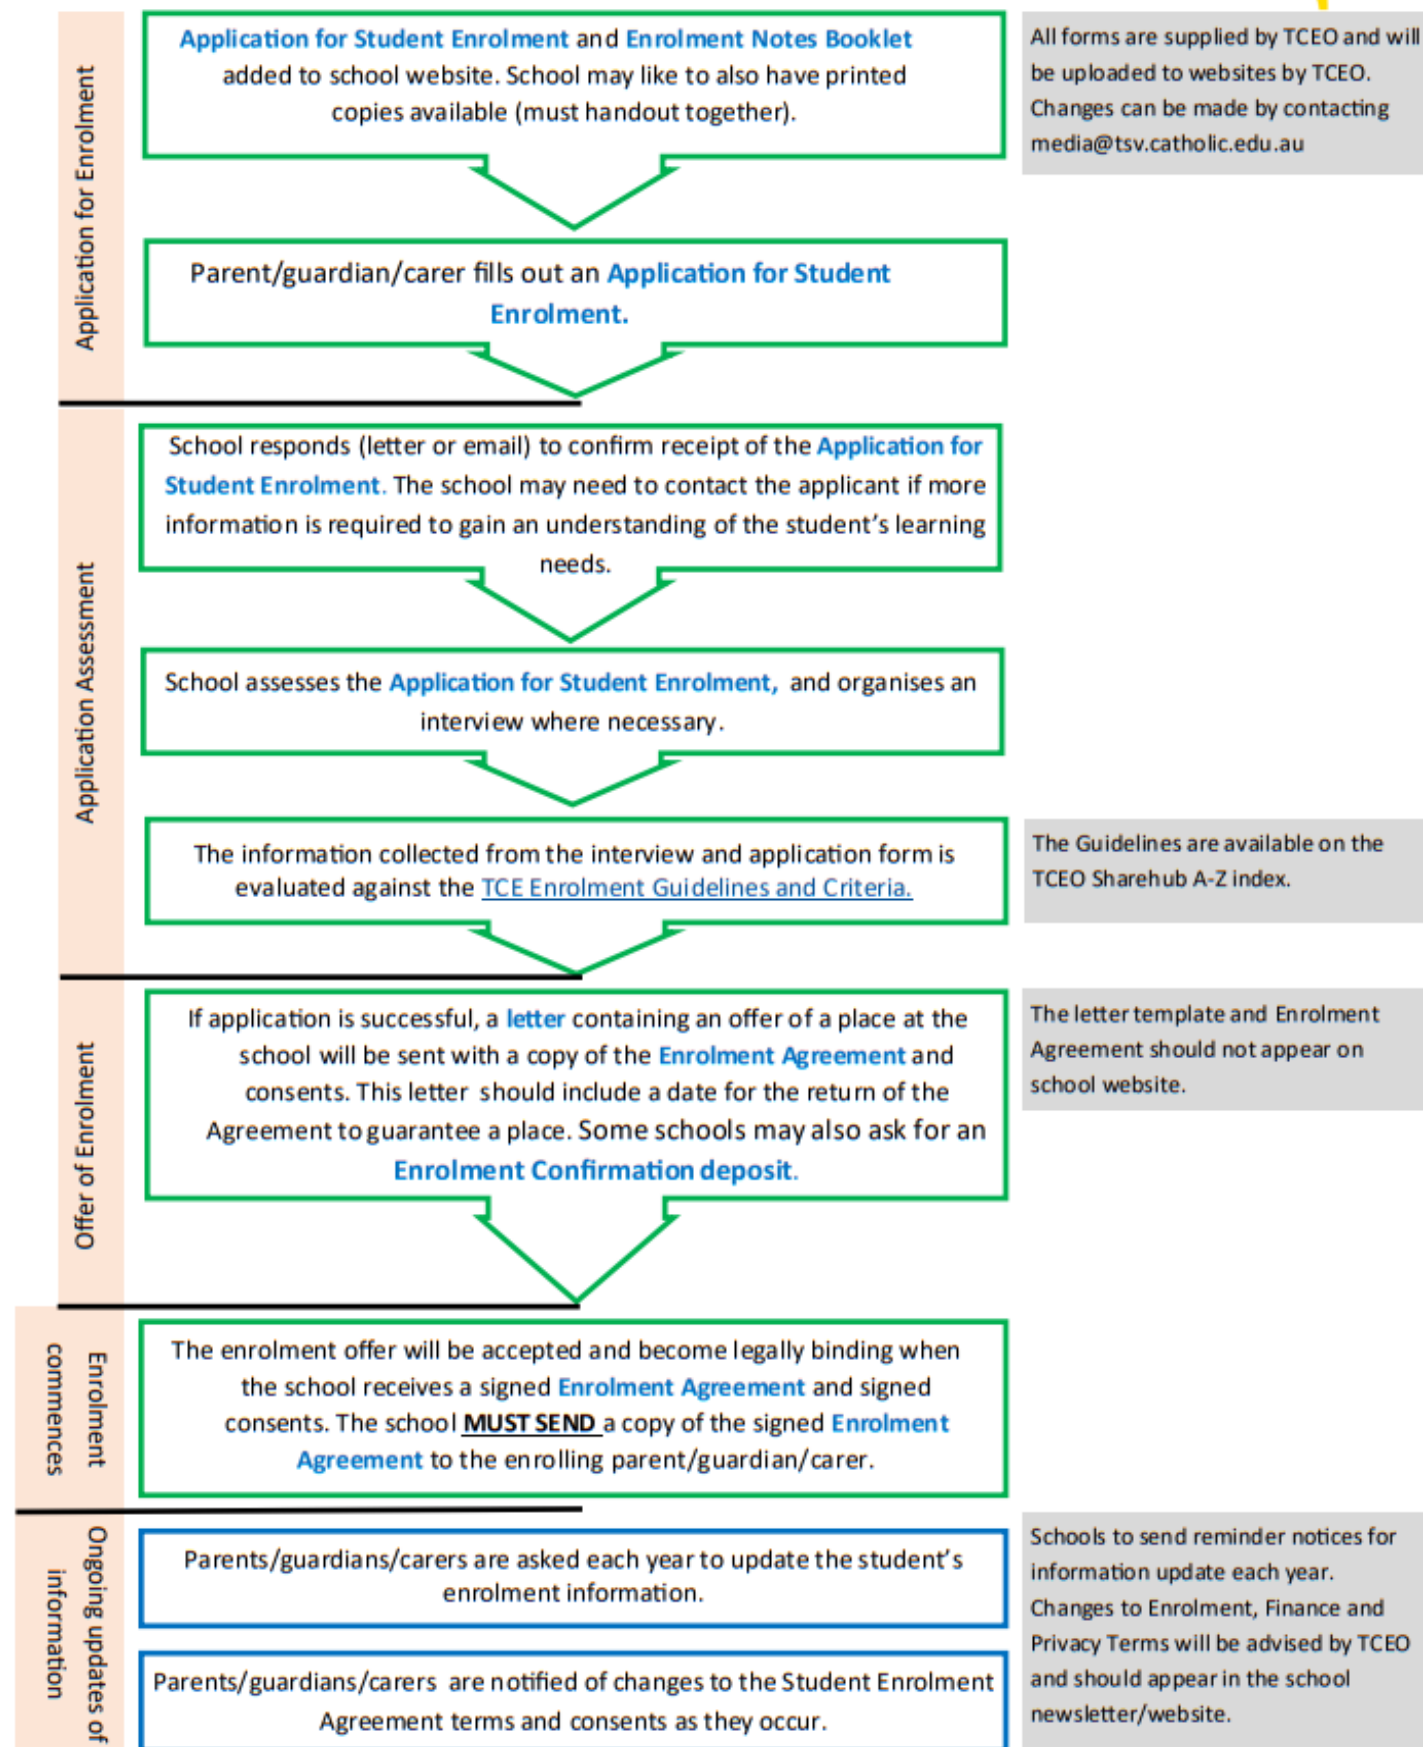 Application for Enrolment
Application for Student Enrolment and Enrolment Notes Booklet
added to school website. School may like to also have printed
copies available (must handout together).
All forms are supplied by TCEO and will
be uploaded to websites by TCEO.
Changes can be made by contacting
media@tsv.catholic.edu.au
Parent/guardian/carer fills out an Application for Student
Enrolment.
Application Assessment
School responds (letter or email) to confirm receipt of the Application for
Student Enrolment. The school may need to contact the applicant if more
information is required to gain an understanding of the student’s learning
needs.
School assesses the Application for Student Enrolment, and organises an
interview where necessary.
The information collected from the interview and application form is
evaluated against the TCE Enrolment Guidelines and Criteria.
The Guidelines are available on the
TCEO Sharehub A-Z index.
Offer of Enrolment
If application is successful, a letter containing an offer of a place at the
school will be sent with a copy of the Enrolment Agreement and
consents. This letter should include a date for the return of the
Agreement to guarantee a place. Some schools may also ask for an
Enrolment Confirmation deposit.
The letter template and Enrolment
Agreement should not appear on
school website.
Enrolment
commences
The enrolment offer will be accepted and become legally binding when
the school receives a signed Enrolment Agreement and signed
consents. The school MUST SEND a copy of the signed Enrolment
Agreement to the enrolling parent/guardian/carer.
Ongoing updates of
information
Parents/guardians/carers are asked each year to update the student’s
enrolment information.
Parents/guardians/carers are notified of changes to the Student Enrolment
Agreement terms and consents as they occur.
Schools to send reminder notices for
information update each year.
Changes to Enrolment, Finance and
Privacy Terms will be advised by TCEO
and should appear in the school
newsletter/website.